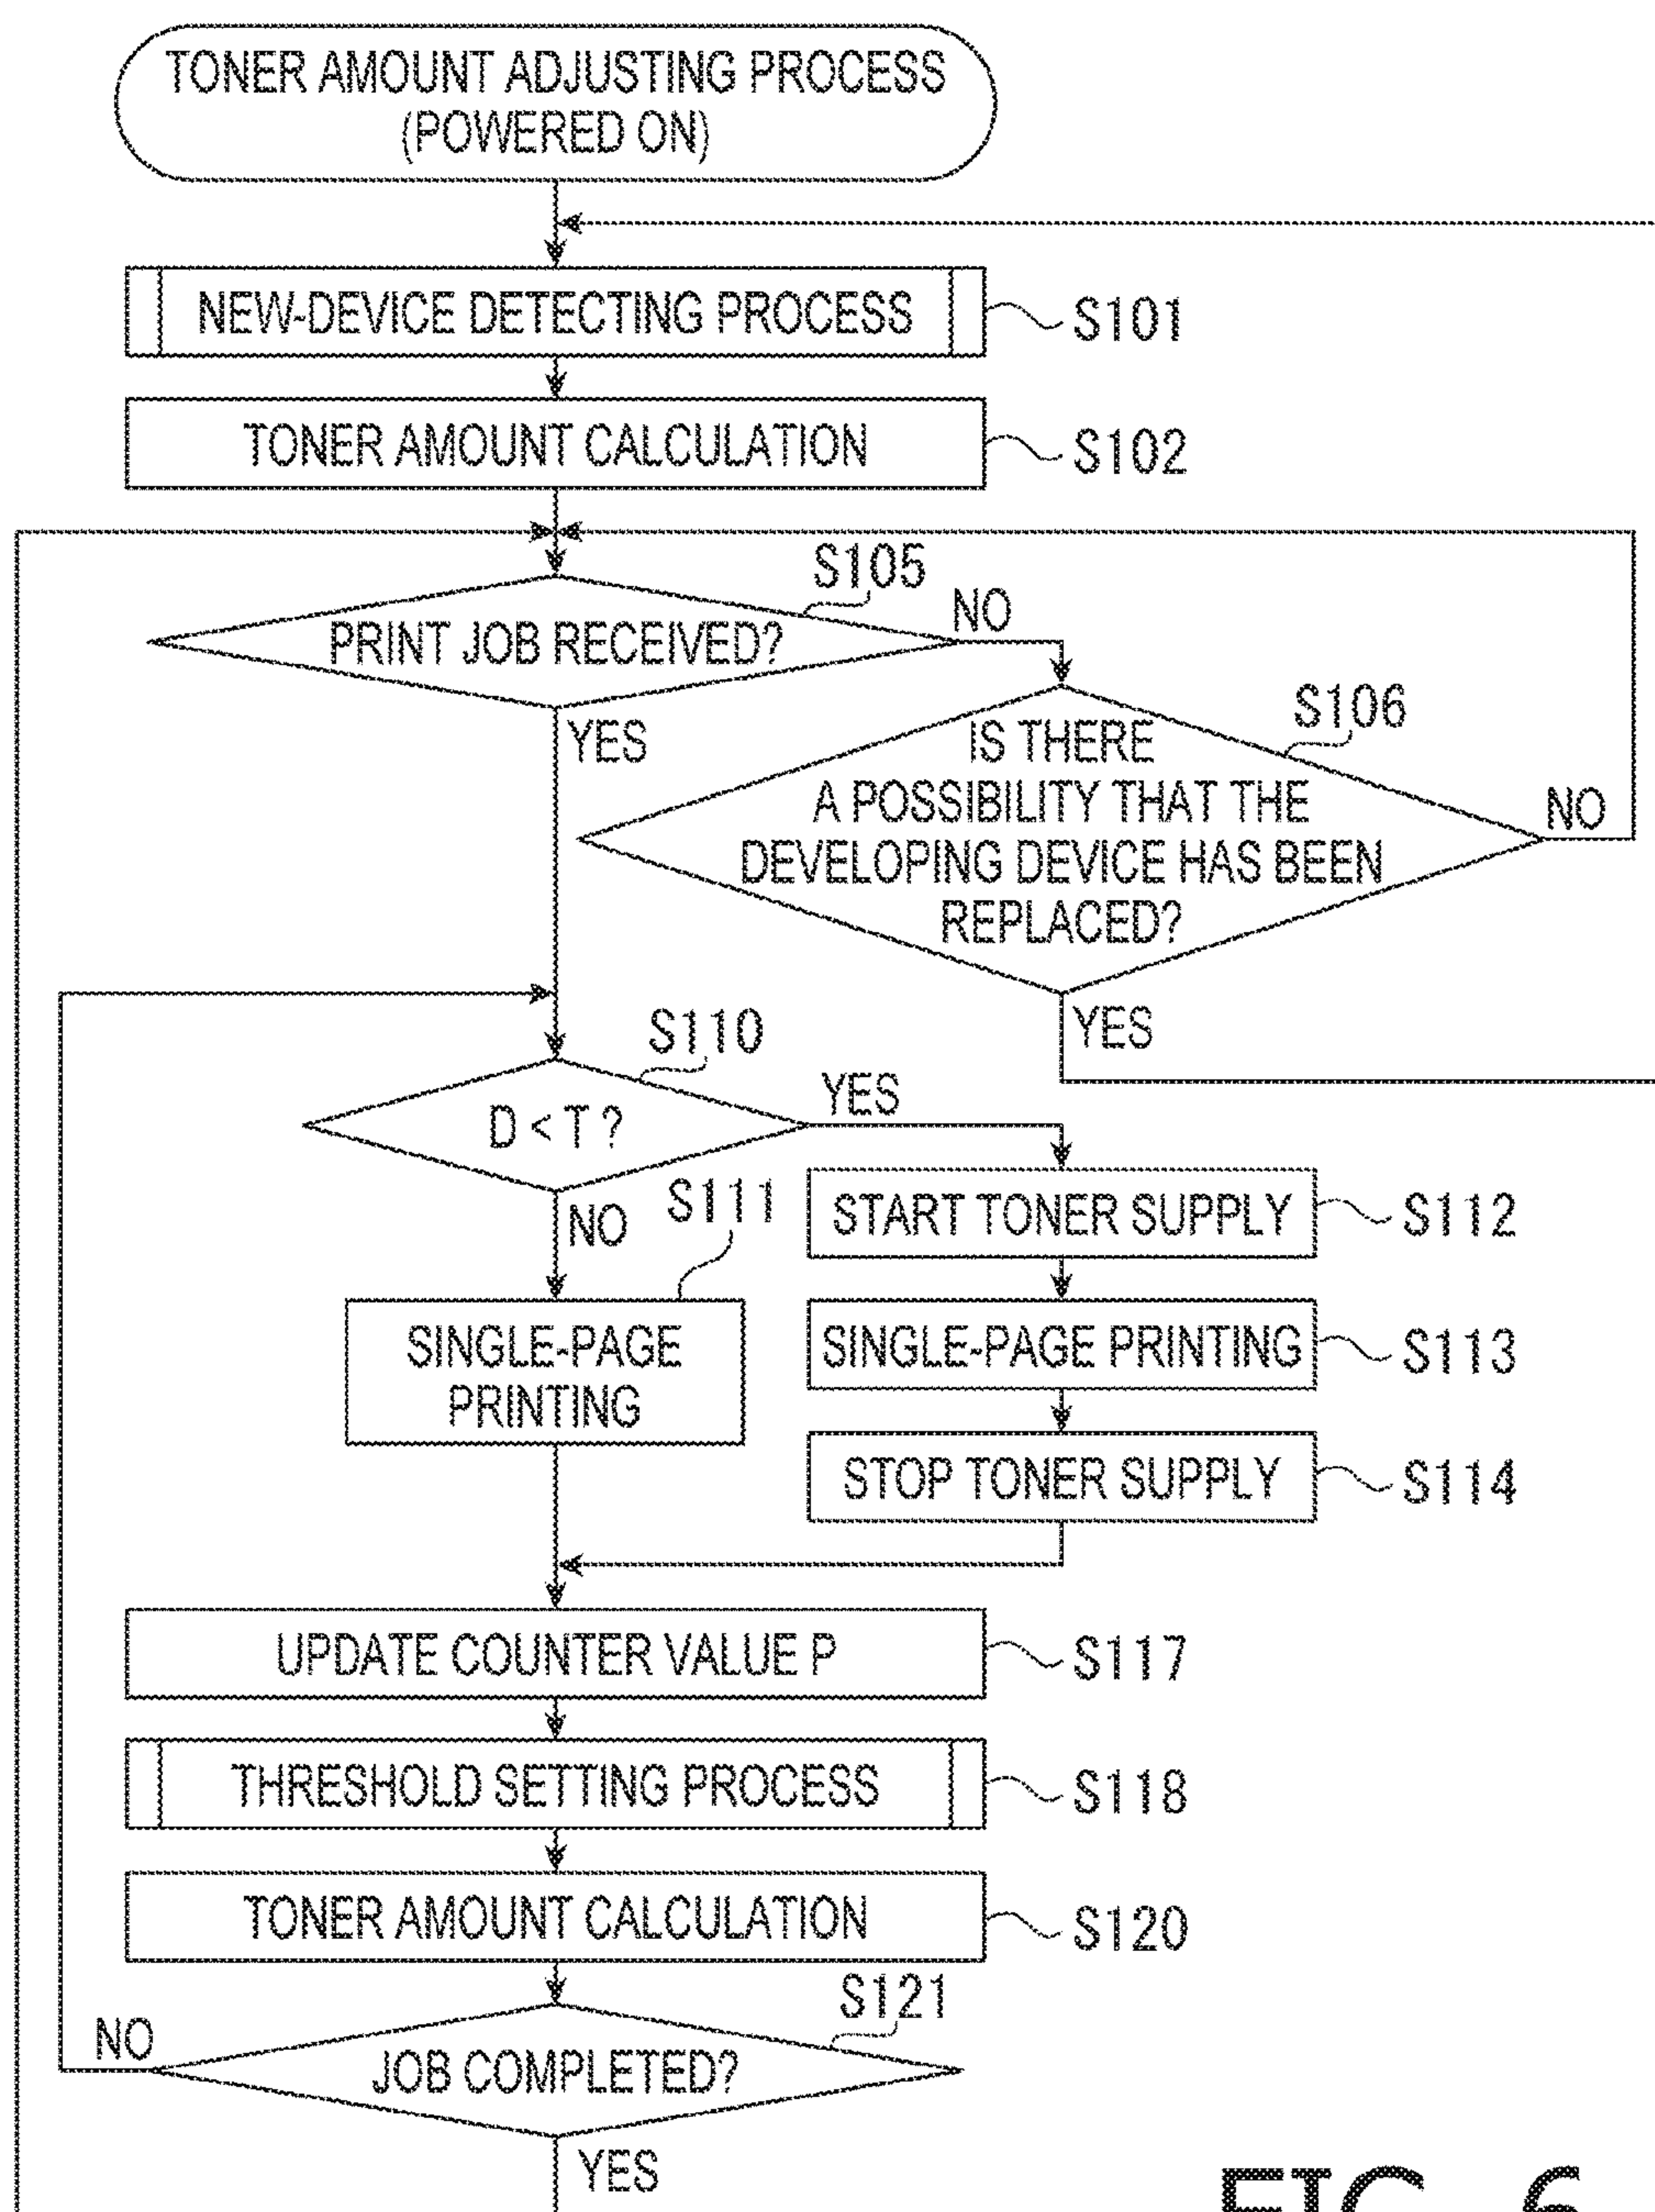 TONER AMOUNT ADJUSTING PROCESS
(POWERED ON)
NEW-DEVICE DETECTING PROCESS
S101
TONER AMOUNT CALCULATION
S102
S105
PRINT JOB RECEIVED?
NO
YES
S106
IS THERE
A POSSIBILITY THAT THE
DEVELOPING DEVICE HAS BEEN
REPLACED?
NO
YES
S110
D < T ?
YES
NO
S111
SINGLE-PAGE
PRINTING
START TONER SUPPLY
S112
SINGLE-PAGE PRINTING
S113
STOP TONER SUPPLY
S114
UPDATE COUNTER VALUE P
S117
THRESHOLD SETTING PROCESS
S118
TONER AMOUNT CALCULATION
S120
S121
JOB COMPLETED?
NO
YES
FIG. 6